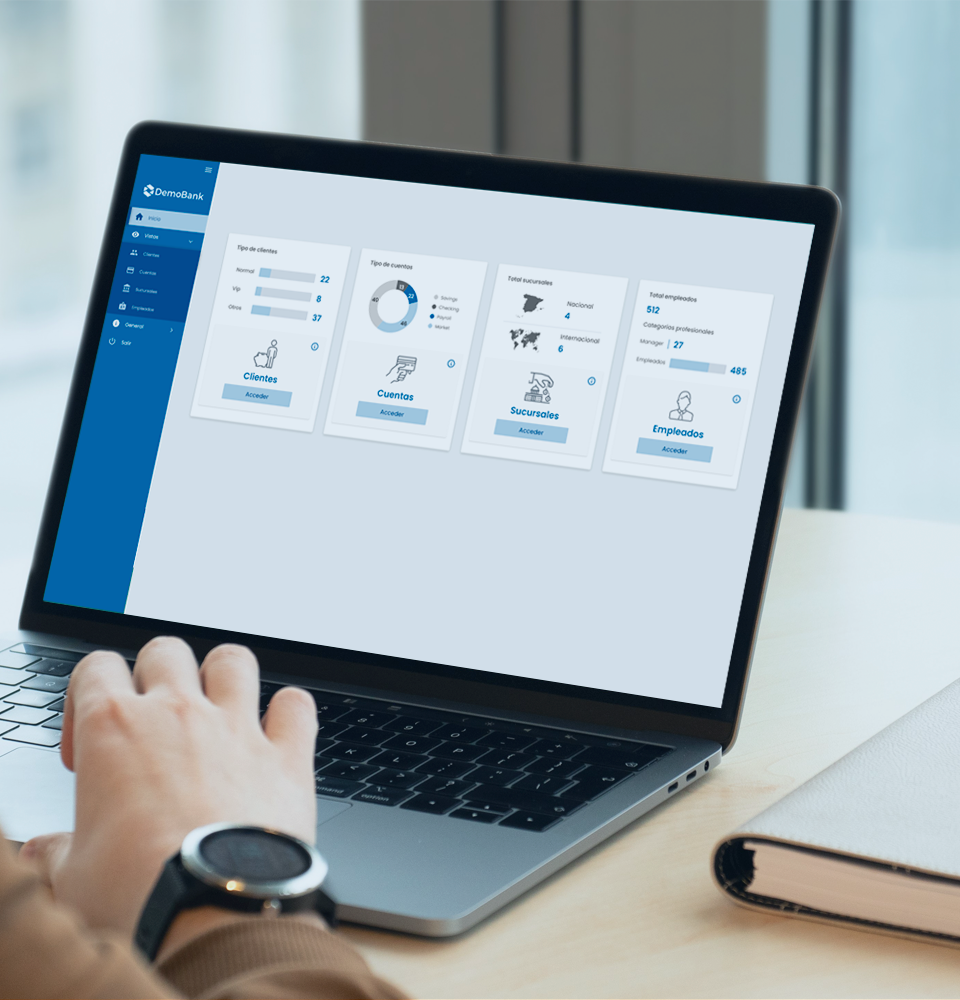 DemoBank
Inicio
Vistas
Clientes
Cuentas
Sucursales
Empleados
General
Salir
Tipo de clientes
Normal 22
Vip 8
Otros 37
Clientes
Acceder
Tipo de cuentas
13
22
40
Savings
Checking
Payroll
Market
Cuentas
Acceder
Total sucursales
Nacional
4
Internacional
6
Sucursales
Acceder
Total empleados
512
Categorías profesionales
Manager 27
Empleados 485
Empleados
Acceder
option